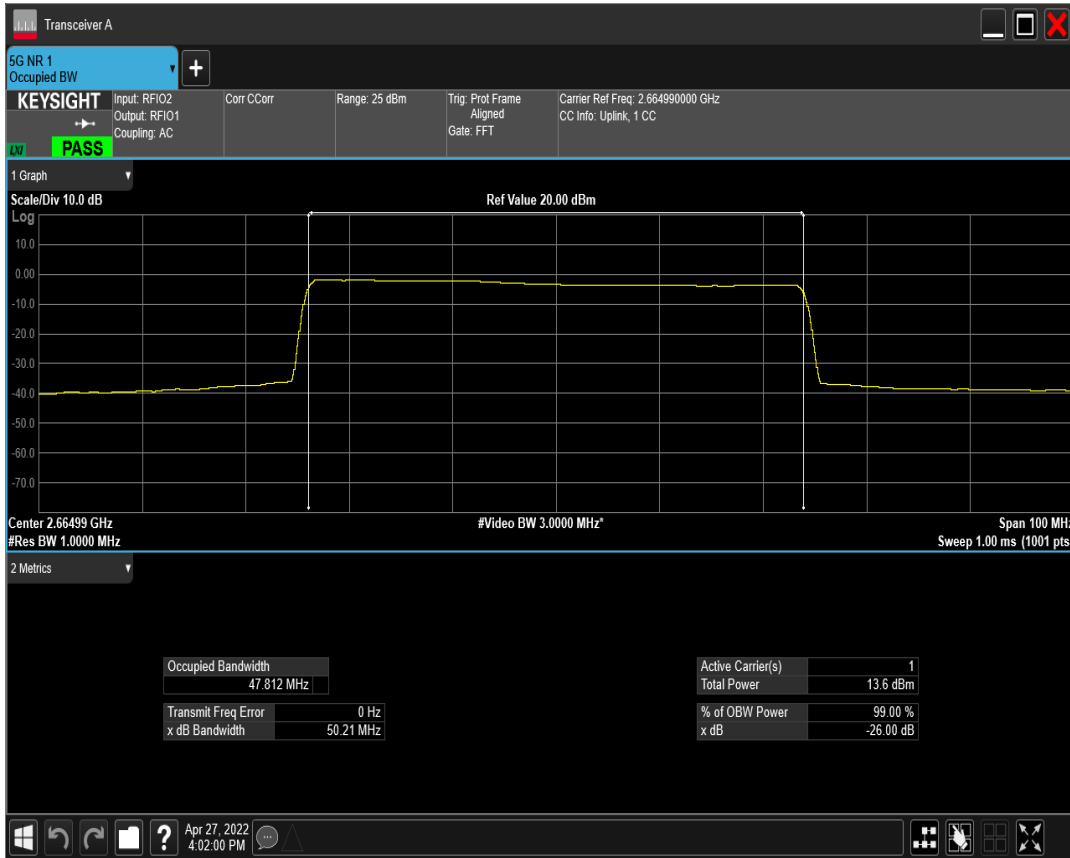 Transceiver A
5G NR 1
Occupied BW
KEYSIGHT
LXI
PASS
Input: RFIO2
Output: RFIO1
Coupling: AC
Corr CCorr
Range: 25 dBm
Trig: Prot Frame
Aligned
Gate: FFT
Carrier Ref Freq: 2.664990000 GHz
CC Info: Uplink, 1 CC
1 Graph
Scale/Div 10.0 dB
Ref Value 20.00 dBm
Log
10.0
0.00
-10.0
-20.0
-30.0
-40.0
-50.0
-60.0
-70.0
Center 2.66499 GHz
#Video BW 3.0000 MHz*
Span 100 MHz
#Res BW 1.0000 MHz
Sweep 1.00 ms (1001 pts
2 Metrics
Occupied Bandwidth
47.812 MHz
Transmit Freq Error 0 Hz
x dB Bandwidth 50.21 MHz
Active Carrier(s) 1
Total Power 13.6 dBm
% of OBW Power 99.00 %
x dB -26.00 dB
?
Apr 27, 2022
4:02:00 PM